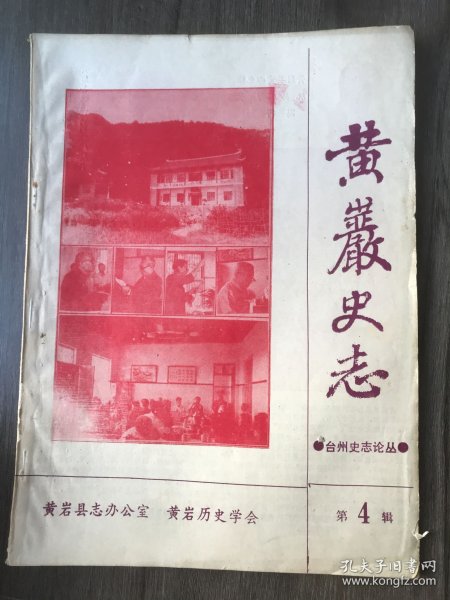 黄巖史志
●台州史志论丛●
黄岩县志办公室 黄岩历史学会
第4辑
孔夫子旧书网
www.kongfz.com